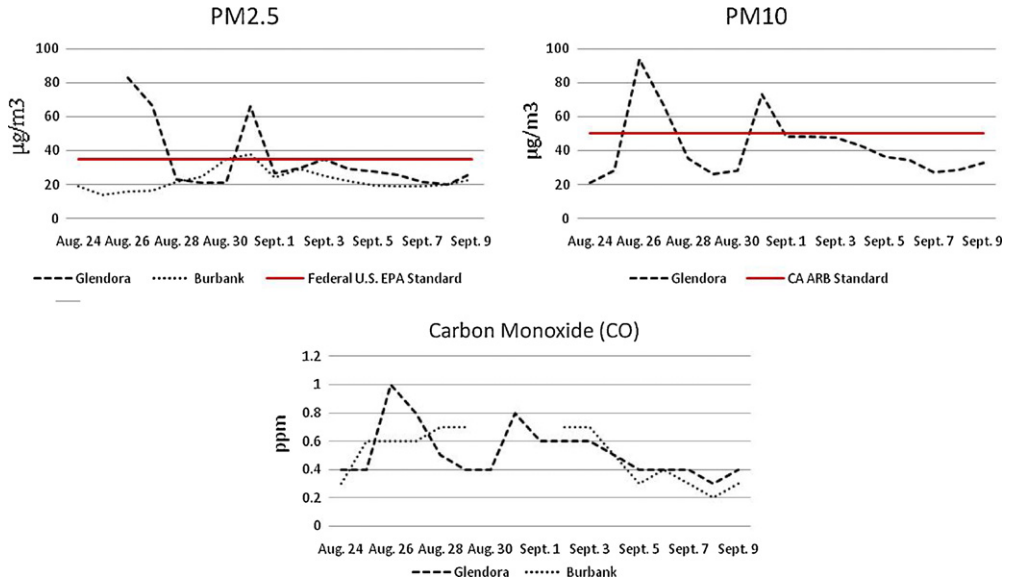 PM2.5
100
80
60
40
20
0
µg/m3
Aug. 24 Aug. 26 Aug. 28 Aug. 30 Sept. 1 Sept. 3 Sept. 5 Sept. 7 Sept. 9
Glendora Burbank Federal U.S. EPA Standard
PM10
100
80
60
40
20
0
µg/m3
Aug. 24 Aug. 26 Aug. 28 Aug. 30 Sept. 1 Sept. 3 Sept. 5 Sept. 7 Sept. 9
Glendora CA ARB Standard
Carbon Monoxide (CO)
1.2
1
0.8
0.6
0.4
0.2
0
ppm
Aug. 24 Aug. 26 Aug. 28 Aug. 30 Sept. 1 Sept. 3 Sept. 5 Sept. 7 Sept. 9
Glendora Burbank